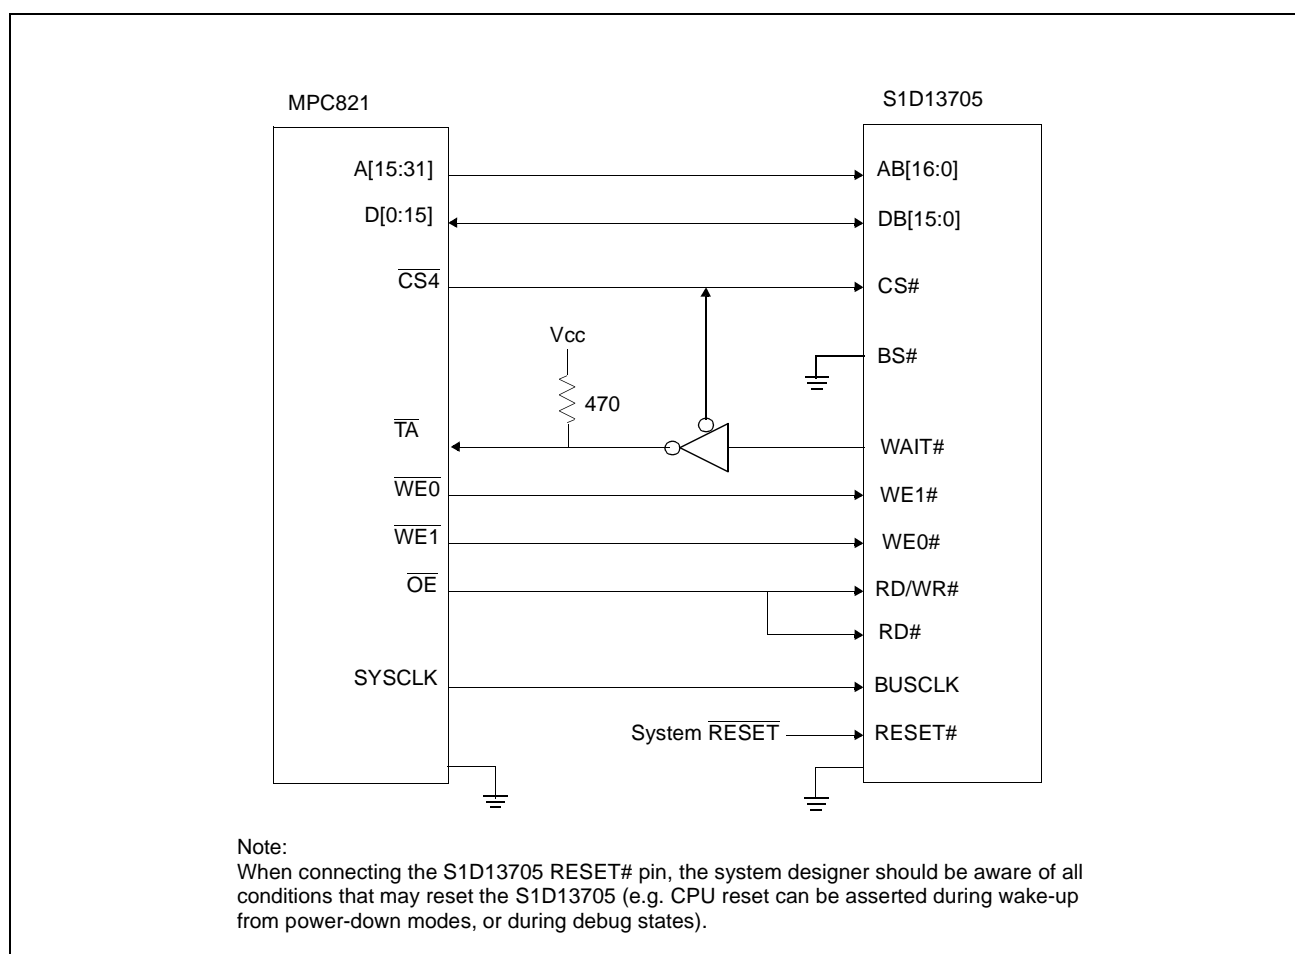 MPC821
S1D13705
A[15:31]
AB[16:0]
D[0:15]
DB[15:0]
CS4
CS#
Vcc
BS#
470
TA
WAIT#
WE0
WE1#
WE1
WE0#
OE
RD/WR#
RD#
SYSCLK
BUSCLK
System RESET
RESET#
Note:
When connecting the S1D13705 RESET# pin, the system designer should be aware of all
conditions that may reset the S1D13705 (e.g. CPU reset can be asserted during wake-up
from power-down modes, or during debug states).